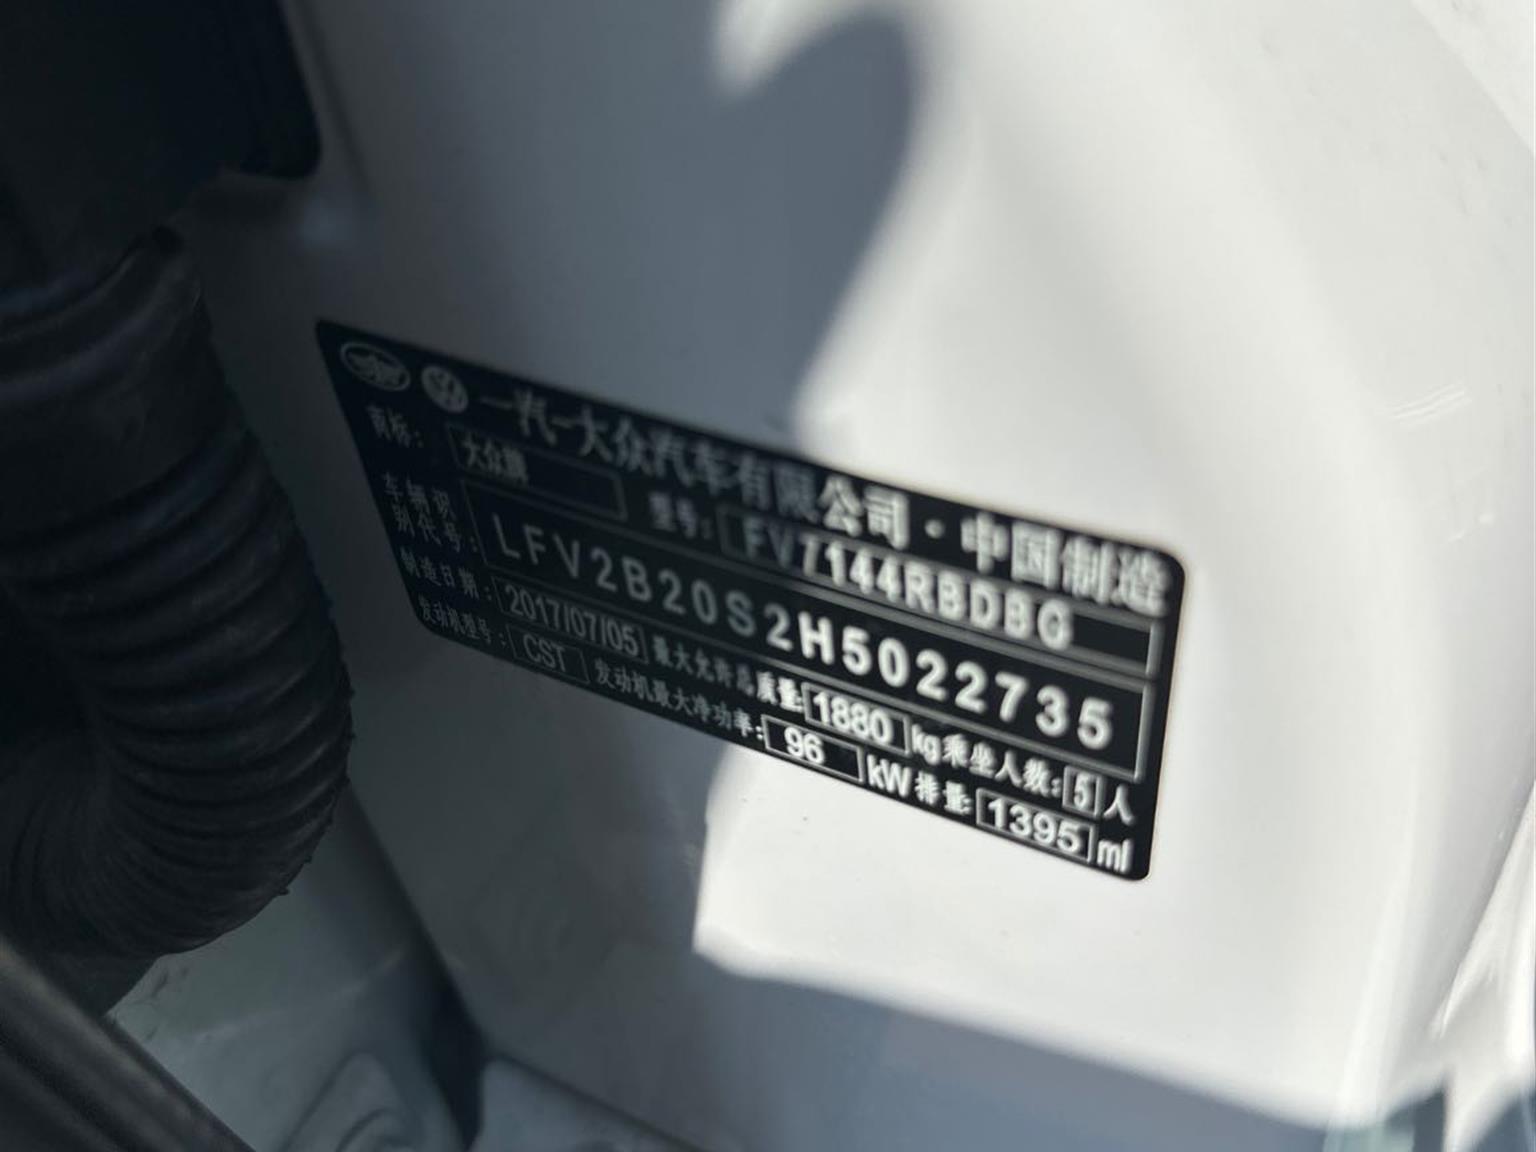 一汽-大众汽车有限公司·中国制造
商标: 大众牌 型号: FV7144RBDBG
车辆识别代号: LFV2B20S2H5022735
制造日期: 2017/07/05 最大允许总质量: 1880 kg 乘坐人数: 5 人
发动机型号: CST 发动机最大净功率: 96 kW 排量: 1395 ml